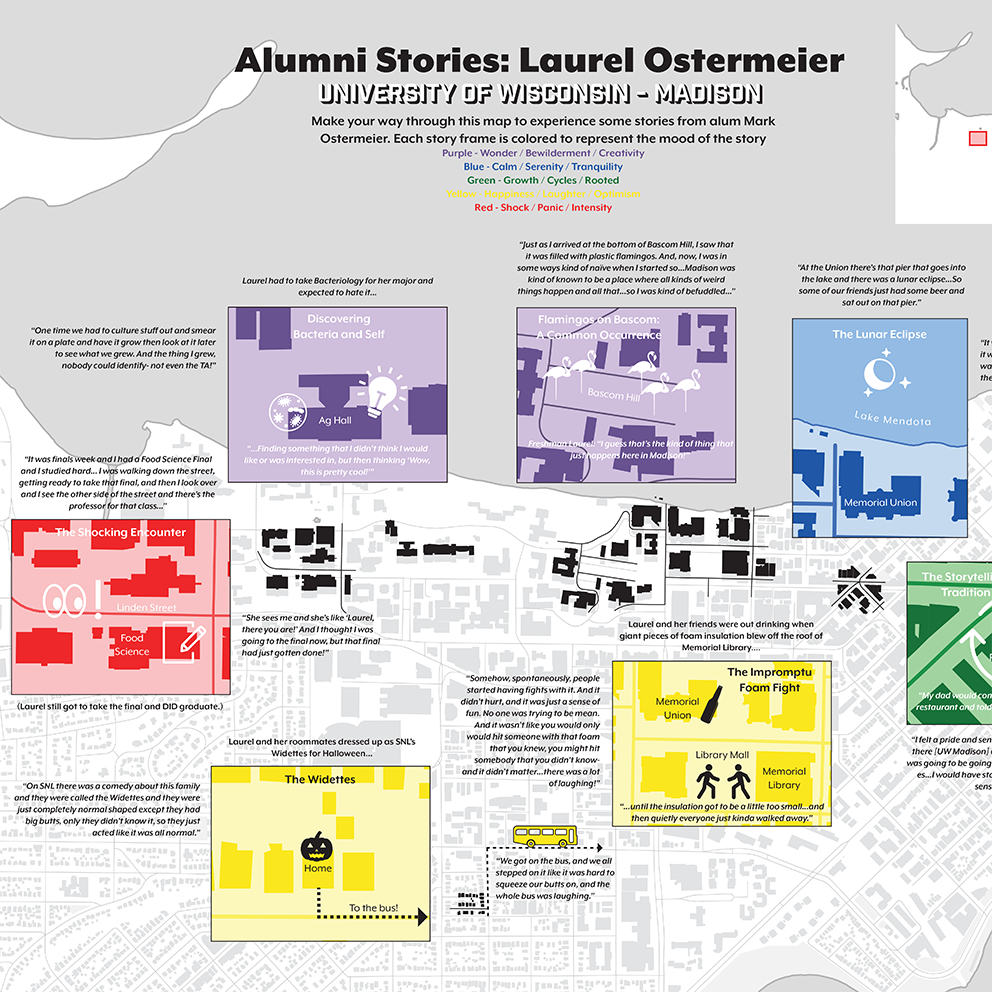 Alumni Stories: Laurel Ostermeier
UNIVERSITY OF WISCONSIN - MADISON
Make your way through this map to experience some stories from alum Mark
Ostermeier. Each story frame is colored to represent the mood of the story
Purple - Wonder / Bewilderment / Creativity
Blue - Calm / Serenity / Tranquility
Green - Growth / Cycles / Rooted
Yellow - Happiness / Laughter / Optimism
Red - Shock / Panic / Intensity
Laurel had to take Bacteriology for her major and
expected to hate it...
"One time we had to culture stuff out and smear
it on a plate and have it grow then look at it later
to see what we grew. And the thing I grew,
nobody could identify- not even the TA!"
Discovering
Bacteria and Self
Ag Hall
"...Finding something that I didn't think I would
like or was interested in, but then thinking 'Wow,
this is pretty cool!'"
"Just as I arrived at the bottom of Bascom Hill, I saw that
it was filled with plastic flamingos. And, now, I was in
some ways kind of naïve when I started so...Madison was
kind of known to be a place where all kinds of weird
things happen and all that...so I was kind of befuddled..."
Flamingos on Bascom:
A Common Occurrence
Bascom Hill
Freshman Laurel: "I guess that's the kind of thing that
just happens here in Madison!"
"At the Union there's that pier that goes into
the lake and there was a lunar eclipse...So
some of our friends just had some beer and
sat out on that pier."
The Lunar Eclipse
Lake Mendota
Memorial Union
"It
it w
wa
the
"It was finals week and I had a Food Science Final
and I studied hard... I was walking down the street,
getting ready to take that final, and then I look over
and I see the other side of the street and there's the
professor for that class..."
The Shocking Encounter
Linden Street
Food
Science
"She sees me and she's like 'Laurel,
there you are!' And I thought I was
going to the final now, but that final
had just gotten done!"
(Laurel still got to take the final and DID graduate.)
Laurel and her friends were out drinking when
giant pieces of foam insulation blew off the roof of
Memorial Library....
"Somehow, spontaneously, people
started having fights with it. And it
didn't hurt, and it was just a sense of
fun. No one was trying to be mean.
And it wasn't like you would only
would hit someone with that foam
that you knew, you might hit
somebody that you didn't know-
and it didn't matter...there was a lot
of laughing!"
The Impromptu
Foam Fight
Memorial
Union
Library Mall
Memorial
Library
"...until the insulation got to be a little too small...and
then quietly everyone just kinda walked away."
The Storytelli
Tradition
"My dad would com
restaurant and told
"I felt a pride and sen
there [UW Madison]
was going to be going
es...I would have sta
sens
Laurel and her roommates dressed up as SNL's
Widettes for Halloween...
"On SNL there was a comedy about this family
and they were called the Widettes and they were
just completely normal shaped except they had
big butts, only they didn't know it, so they just
acted like it was all normal."
The Widettes
Home
To the bus!
"We got on the bus, and we all
stepped on it like it was hard to
squeeze our butts on, and the
whole bus was laughing."